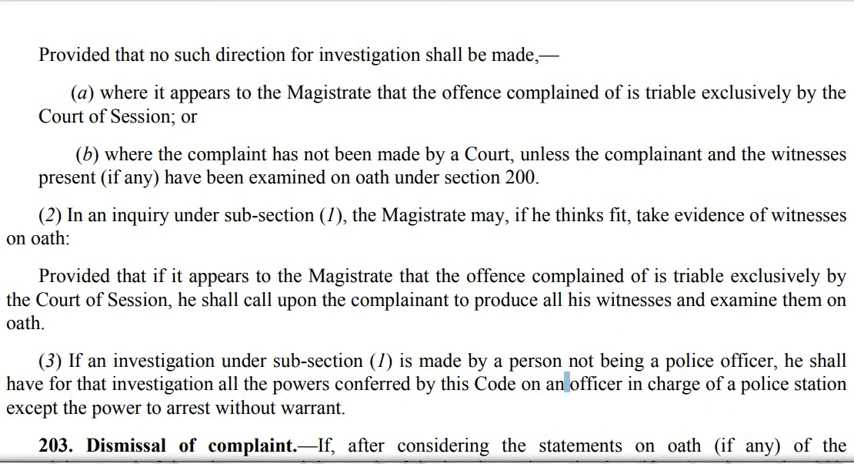 Provided that no such direction for investigation shall be made,—
(a) where it appears to the Magistrate that the offence complained of is triable exclusively by the
Court of Session; or
(b) where the complaint has not been made by a Court, unless the complainant and the witnesses
present (if any) have been examined on oath under section 200.
(2) In an inquiry under sub-section (1), the Magistrate may, if he thinks fit, take evidence of witnesses
on oath:
Provided that if it appears to the Magistrate that the offence complained of is triable exclusively by
the Court of Session, he shall call upon the complainant to produce all his witnesses and examine them on
oath.
(3) If an investigation under sub-section (1) is made by a person not being a police officer, he shall
have for that investigation all the powers conferred by this Code on an officer in charge of a police station
except the power to arrest without warrant.
203. Dismissal of complaint.—If, after considering the statements on oath (if any) of the